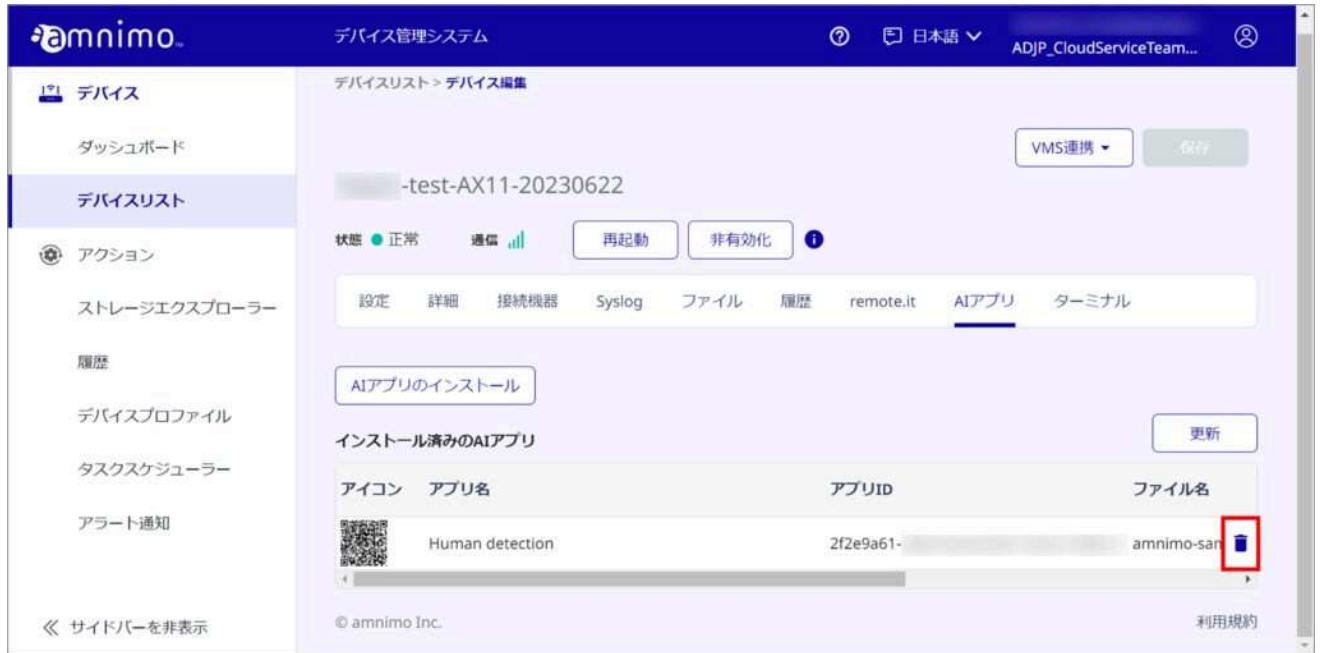 amnimo
デバイス管理システム
日本語
ADJP_CloudServiceTeam...
デバイス
ダッシュボード
デバイスリスト
アクション
ストレージエクスプローラー
履歴
デバイスプロファイル
タスクスケジューラー
アラート通知
サイドバーを非表示
デバイスリスト > デバイス編集
VMS連携
保存
-test-AX11-20230622
状態 正常 通信 再起動 非有効化
設定 詳細 接続機器 Syslog ファイル 履歴 remote.it AIアプリ ターミナル
AIアプリのインストール
インストール済みのAIアプリ
更新
アイコン アプリ名 アプリID ファイル名
Human detection 2f2e9a61- amnimo-san
© amnimo Inc. 利用規約